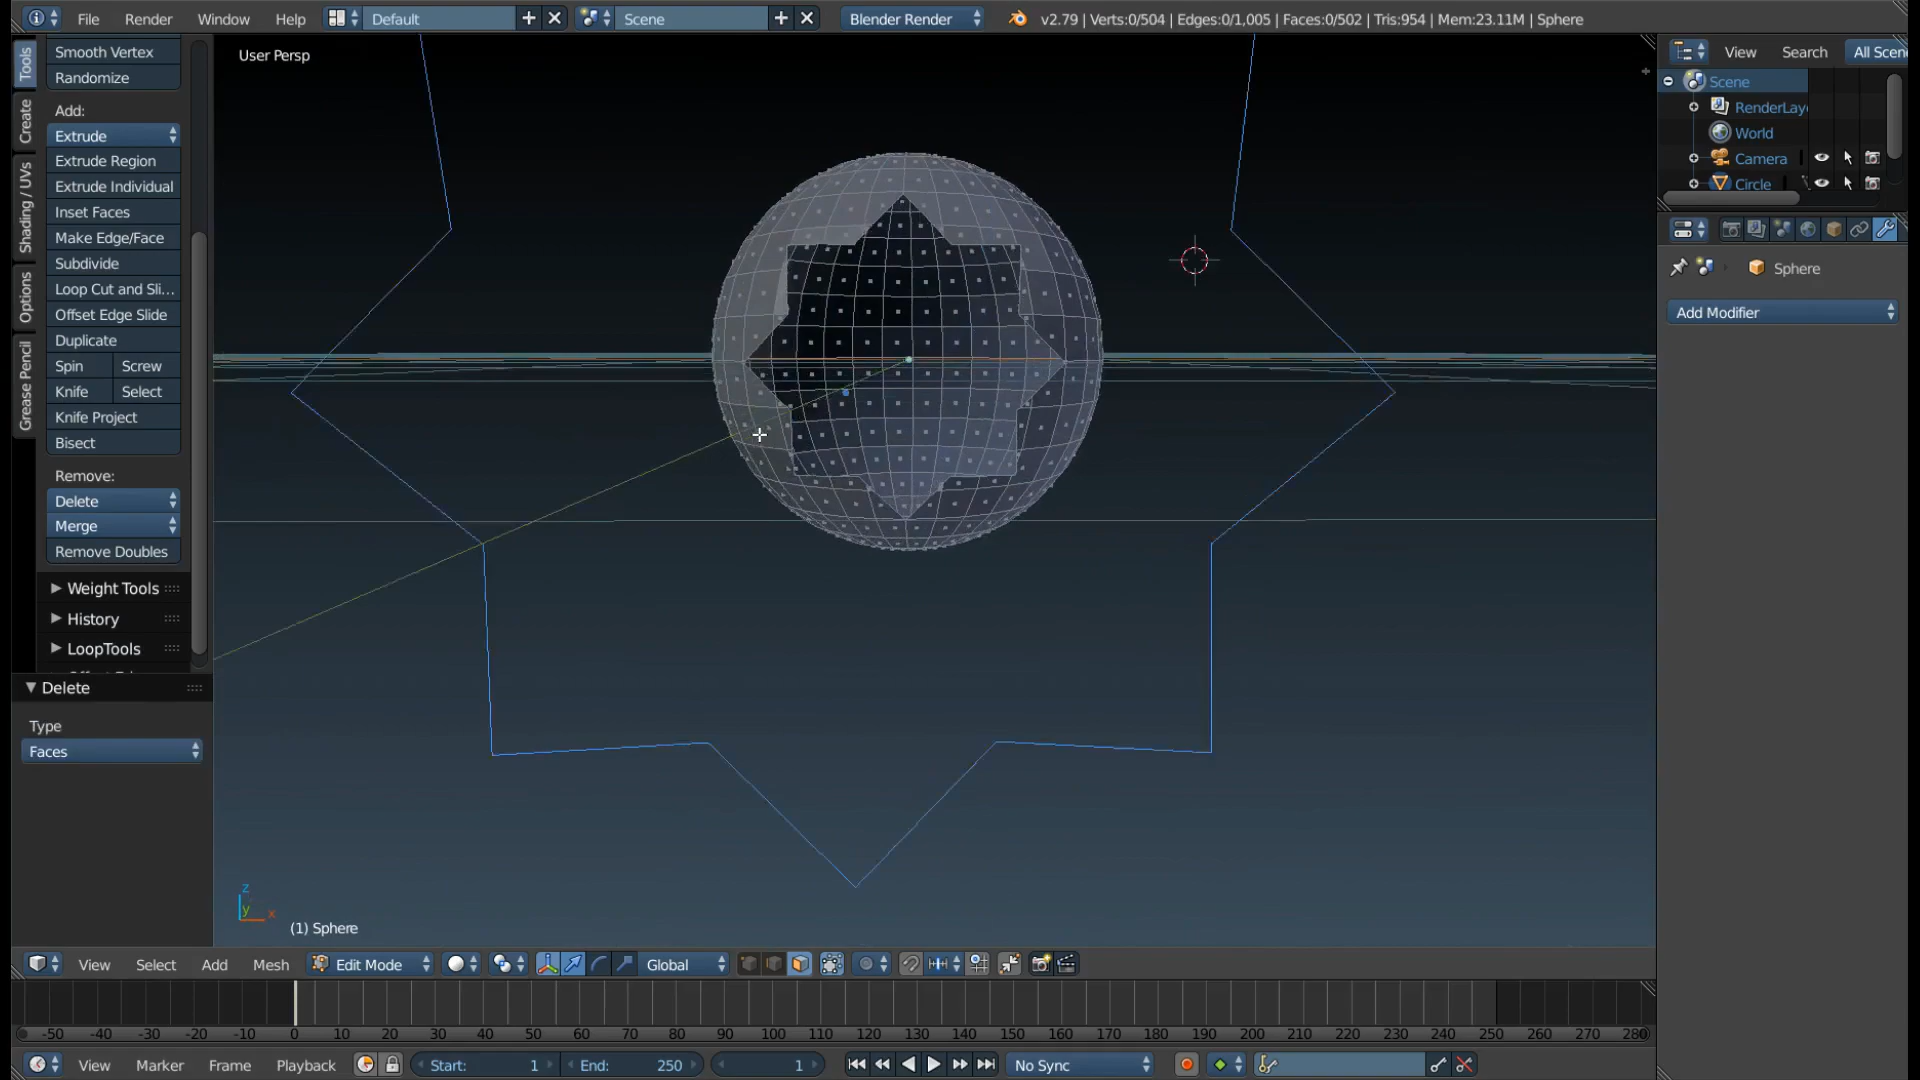 File Render Window Help Default Scene Blender Render v2.79 | Verts:0/504 | Edges:0/1,005 | Faces:0/502 | Tris:954 | Mem:23.11M | Sphere
Tools
Create
Shading / UVs
Options
Grease Pencil
Smooth Vertex
Randomize
Add:
Extrude
Extrude Region
Extrude Individual
Inset Faces
Make Edge/Face
Subdivide
Loop Cut and Sli...
Offset Edge Slide
Duplicate
Spin Screw
Knife Select
Knife Project
Bisect
Remove:
Delete
Merge
Remove Doubles
Weight Tools
History
LoopTools
Delete
Type
Faces
User Persp
z
y
x
(1) Sphere
View Search All Scen
Scene
RenderLay
World
Camera
Circle
Sphere
Add Modifier
View Select Add Mesh Edit Mode Global
-50 -40 -30 -20 -10 0 10 20 30 40 50 60 70 80 90 100 110 120 130 140 150 160 170 180 190 200 210 220 230 240 250 260 270 280
View Marker Frame Playback Start: 1 End: 250 1 No Sync